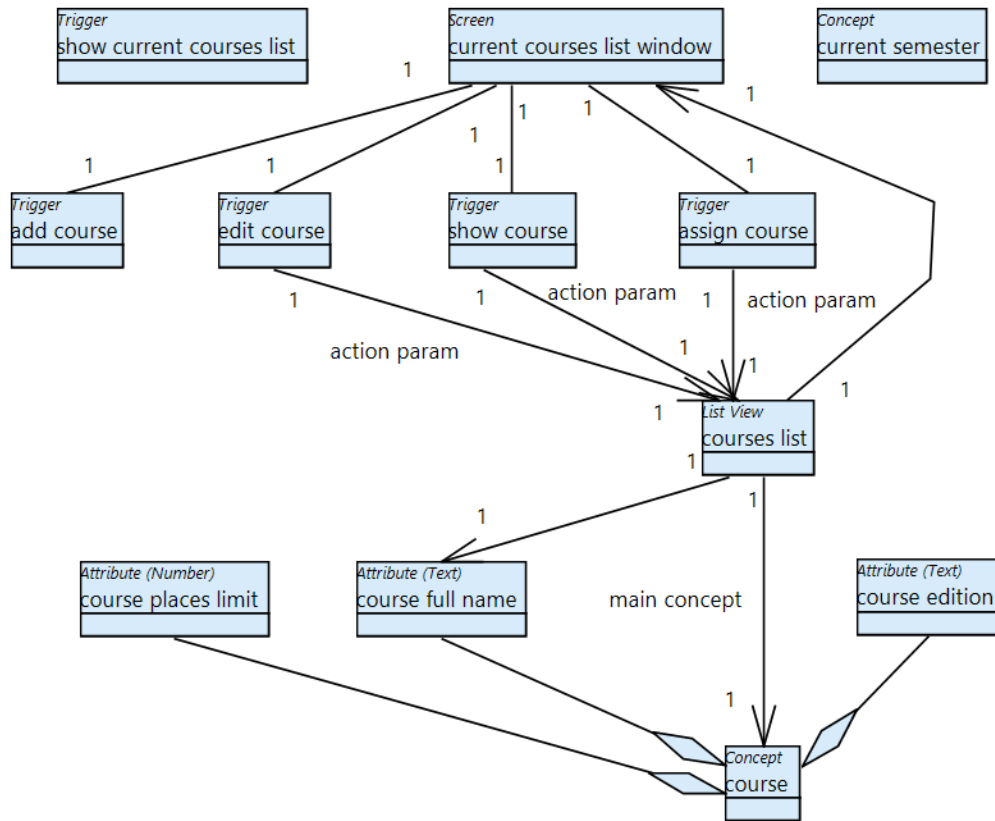 Trigger
show current courses list
Screen
current courses list window
Concept
current semester
1
1
1
1
1
1
1
1
1
Trigger
add course
Trigger
edit course
Trigger
show course
Trigger
assign course
1
1
action param
1
action param
action param
1
1
1
1
List View
courses list
1
1
1
Attribute (Number)
course places limit
Attribute (Text)
course full name
main concept
Attribute (Text)
course edition
1
Concept
course